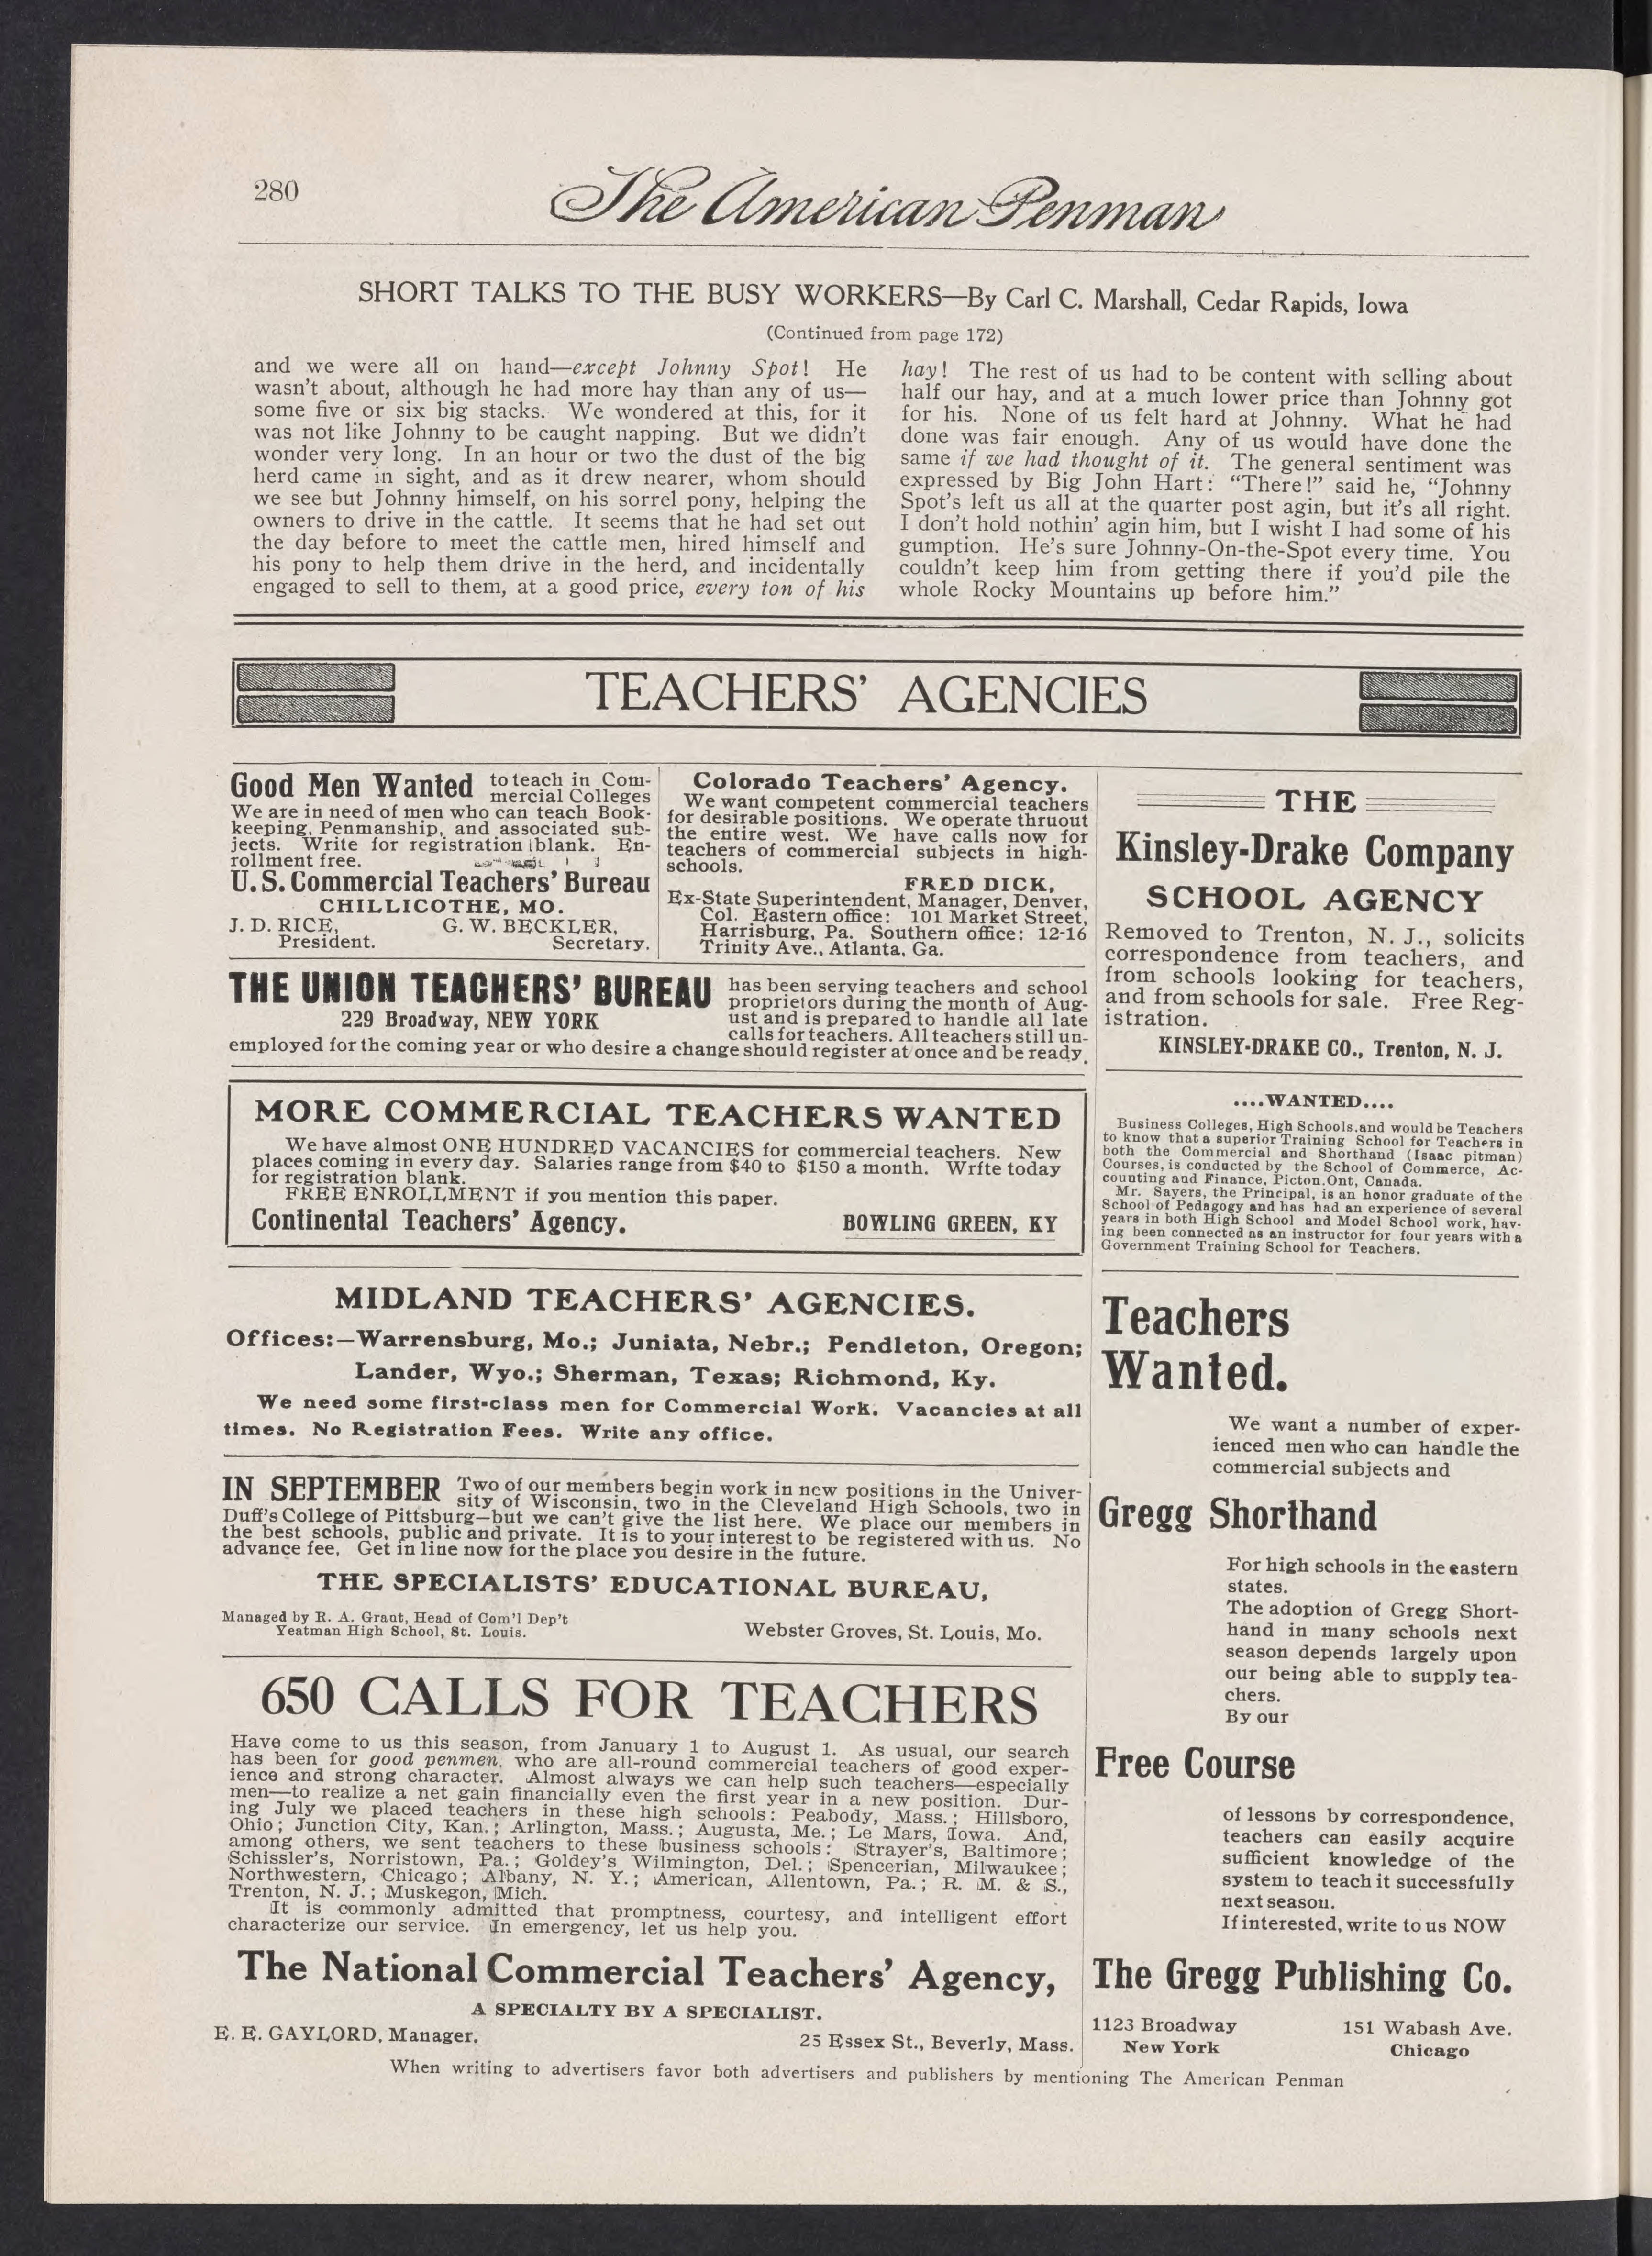 280
The American Penman
SHORT TALKS TO THE BUSY WORKERS—By Carl C. Marshall, Cedar Rapids, Iowa
(Continued from page 172)
and we were all on hand—except Johnny Spot! He
wasn't about, although he had more hay than any of us—
some five or six big stacks. We wondered at this, for it
was not like Johnny to be caught napping. But we didn't
wonder very long. In an hour or two the dust of the big
herd came in sight, and as it drew nearer, whom should
we see but Johnny himself, on his sorrel pony, helping the
owners to drive in the cattle. It seems that he had set out
the day before to meet the cattle men, hired himself and
his pony to help them drive in the herd, and incidentally
engaged to sell to them, at a good price, every ton of his
hay! The rest of us had to be content with selling about
half our hay, and at a much lower price than Johnny got
for his. None of us felt hard at Johnny. What he had
done was fair enough. Any of us would have done the
same if we had thought of it. The general sentiment was
expressed by Big John Hart: "There!" said he, "Johnny
Spot's left us all at the quarter post agin, but it's all right.
I don't hold nothin' agin him, but I wisht I had some of his
gumption. He's sure Johnny-On-the-Spot every time. You
couldn't keep him from getting there if you'd pile the
whole Rocky Mountains up before him."
TEACHERS' AGENCIES
Good Men Wanted to teach in Com-
mercial Colleges
We are in need of men who can teach Book-
keeping, Penmanship, and associated sub-
jects. Write for registration blank. En-
rollment free.
U.S. Commercial Teachers' Bureau
CHILLICOTHE, MO.
J. D. RICE, G. W. BECKLER,
President. Secretary.
Colorado Teachers' Agency.
We want competent commercial teachers
for desirable positions. We operate thruout
the entire west. We have calls now for
teachers of commercial subjects in high-
schools.
FRED DICK,
Ex-State Superintendent, Manager, Denver,
Col. Eastern office: 101 Market Street,
Harrisburg, Pa. Southern office: 12-16
Trinity Ave., Atlanta, Ga.
THE UNION TEACHERS' BUREAU
229 Broadway, NEW YORK
has been serving teachers and school
proprietors during the month of Aug-
ust and is prepared to handle all late
calls for teachers. All teachers still un-
employed for the coming year or who desire a change should register at once and be ready.
MORE COMMERCIAL TEACHERS WANTED
We have almost ONE HUNDRED VACANCIES for commercial teachers. New
places coming in every day. Salaries range from $40 to $150 a month. Wrfte today
for registration blank.
FREE ENROLLMENT if you mention this paper.
Continental Teachers' Agency. BOWLING GREEN, KY
MIDLAND TEACHERS' AGENCIES.
Offices:—Warrensburg, Mo.; Juniata, Nebr.; Pendleton, Oregon;
Lander, Wyo.; Sherman, Texas; Richmond, Ky.
We need some first-class men for Commercial Work. Vacancies at all
times. No Registration Fees. Write any office.
IN SEPTEMBER Two of our members begin work in new positions in the Univer-
sity of Wisconsin, two in the Cleveland High Schools, two in
Duff's College of Pittsburg—but we can't give the list here. We place our members in
the best schools, public and private. It is to your interest to be registered with us. No
advance fee. Get in line now for the place you desire in the future.
THE SPECIALISTS' EDUCATIONAL BUREAU,
Managed by R. A. Grant, Head of Com'l Dep't
Yeatman High School, St. Louis.
Webster Groves, St. Louis, Mo.
650 CALLS FOR TEACHERS
Have come to us this season, from January 1 to August 1. As usual, our search
has been for good penmen, who are all-round commercial teachers of good exper-
ience and strong character. Almost always we can help such teachers—especially
men—to realize a net gain financially even the first year in a new position. Dur-
ing July we placed teachers in these high schools: Peabody, Mass.; Hillsboro,
Ohio; Junction City, Kan.; Arlington, Mass.; Augusta, Me.; Le Mars, Iowa. And,
among others, we sent teachers to these business schools: Strayer's, Baltimore;
Schissler's, Norristown, Pa.; Goldey's Wilmington, Del.; Spencerian, Milwaukee;
Northwestern, Chicago; Albany, N. Y.; American, Allentown, Pa.; R. M. & S.,
Trenton, N. J.; Muskegon, Mich.
It is commonly admitted that promptness, courtesy, and intelligent effort
characterize our service. In emergency, let us help you.
The National Commercial Teachers' Agency,
A SPECIALTY BY A SPECIALIST.
E. E. GAYLORD, Manager. 25 Essex St., Beverly, Mass.
THE
Kinsley-Drake Company
SCHOOL AGENCY
Removed to Trenton, N. J., solicits
correspondence from teachers, and
from schools looking for teachers,
and from schools for sale. Free Reg-
istration.
KINSLEY-DRAKE CO., Trenton, N. J.
....WANTED....
Business Colleges, High Schools.and would be Teachers
to know that a superior Training School for Teachers in
both the Commercial and Shorthand (Isaac pitman)
Courses, is conducted by the School of Commerce, Ac-
counting and Finance, Picton.Ont, Canada.
Mr. Sayers, the Principal, is an honor graduate of the
School of Pedagogy and has had an experience of several
years in both High School and Model School work, hav-
ing been connected as an instructor for four years with a
Government Training School for Teachers.
Teachers
Wanted.
We want a number of exper-
ienced men who can handle the
commercial subjects and
Gregg Shorthand
For high schools in the eastern
states.
The adoption of Gregg Short-
hand in many schools next
season depends largely upon
our being able to supply tea-
chers.
By our
Free Course
of lessons by correspondence,
teachers can easily acquire
sufficient knowledge of the
system to teach it successfully
next season.
If interested, write to us NOW
The Gregg Publishing Co.
1123 Broadway 151 Wabash Ave.
New York Chicago
When writing to advertisers favor both advertisers and publishers by mentioning The American Penman